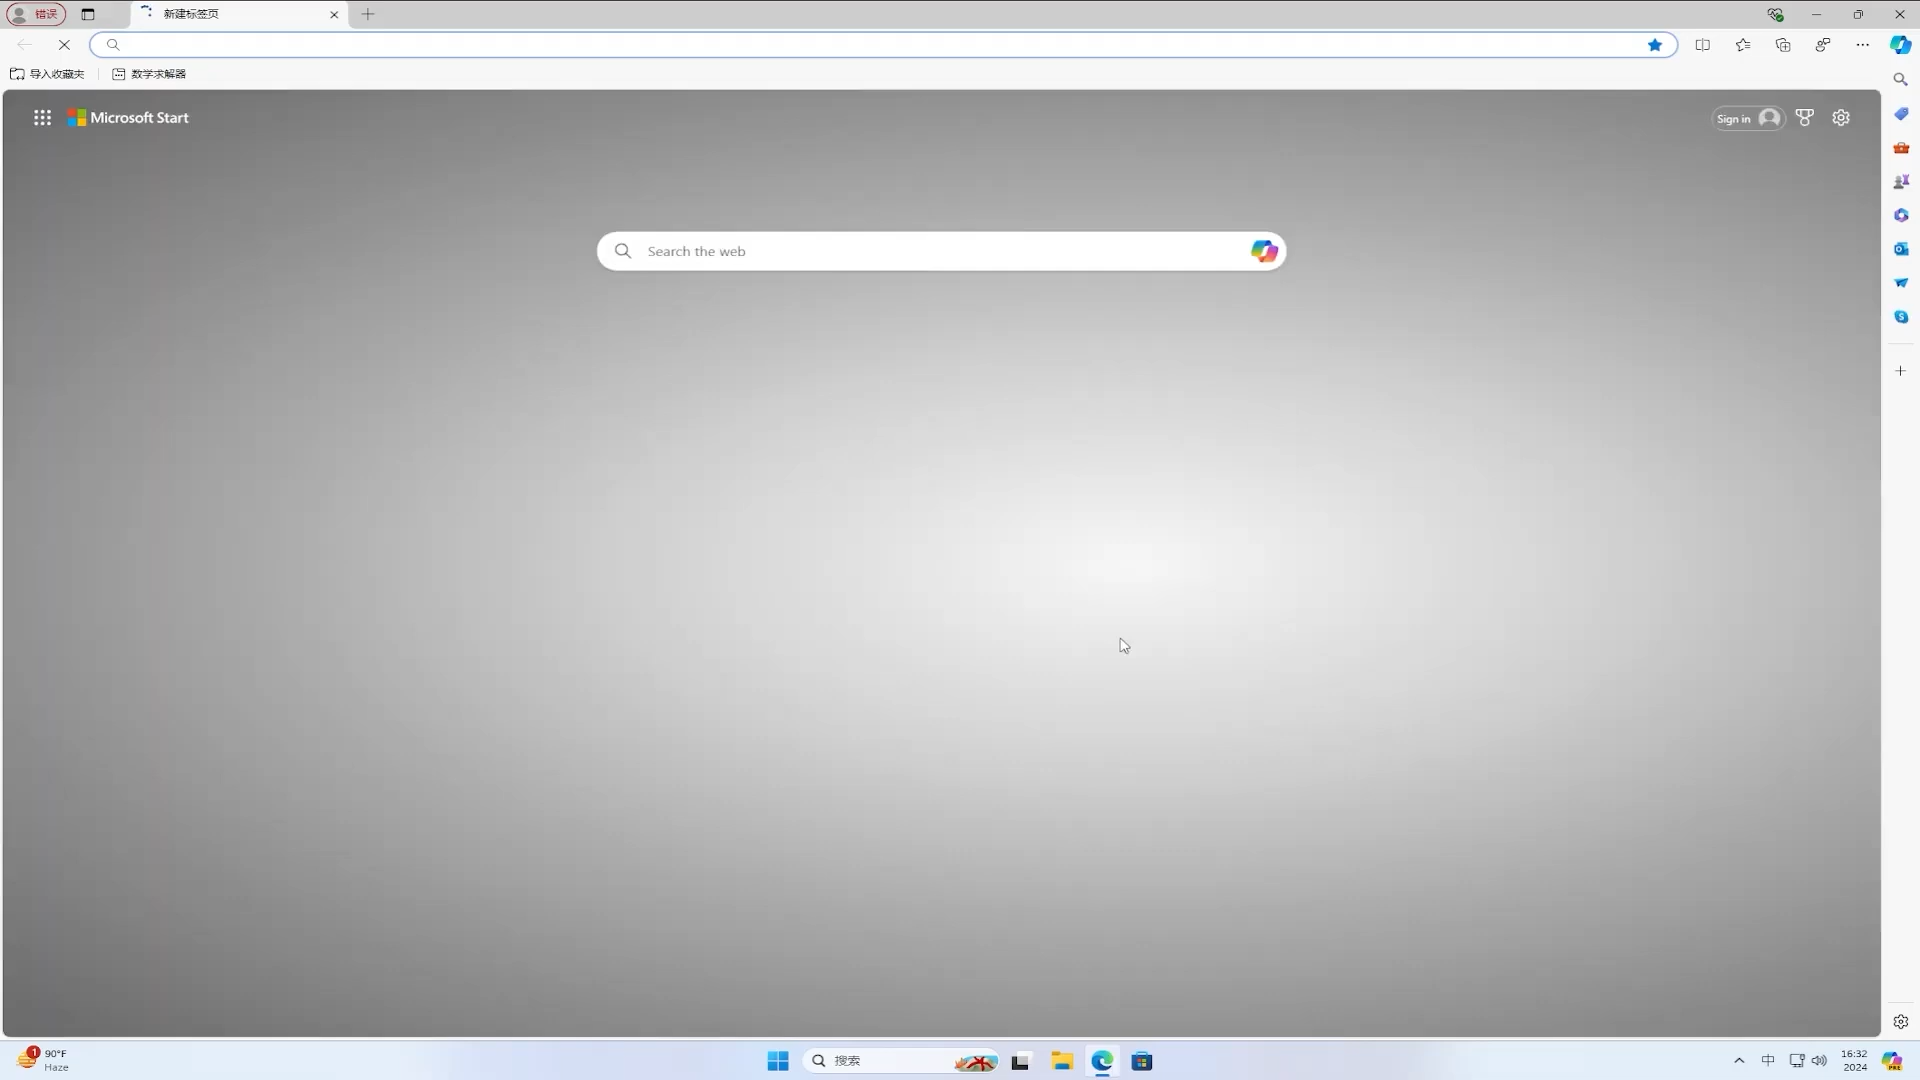 错误
新建标签页
导入收藏夹
数学求解器
Microsoft Start
Sign in
Search the web
1
90°F
Haze
搜索
中
16:32
2024